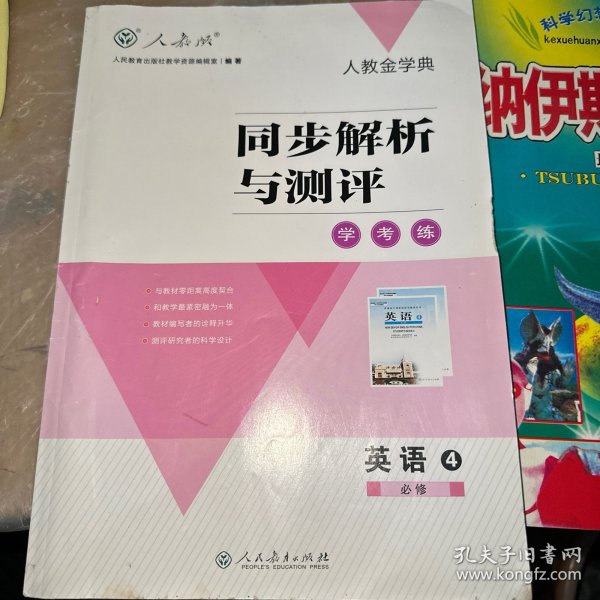 人教版®
人民教育出版社教学资源编辑室 | 编著
人教金学典
同步解析
与测评
学考练
与教材零距离高度契合
和教学最紧密融为一体
教材编写者的诠释升华
测评研究者的科学设计
英语 4
英语 4
必修
人民教育出版社
PEOPLE'S EDUCATION PRESS
科学幻
kexuehuanx
纳伊斯
· TSUBU
孔夫子旧书网
www.kongfz.com